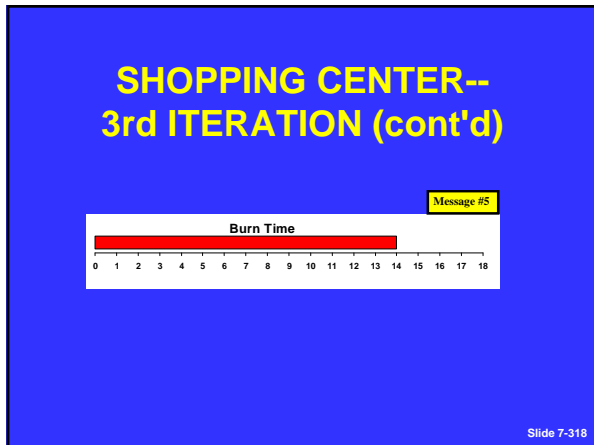 SHOPPING CENTER--
3rd ITERATION (cont'd)
Message #5
Burn Time
0 1 2 3 4 5 6 7 8 9 10 11 12 13 14 15 16 17 18
Slide 7-318